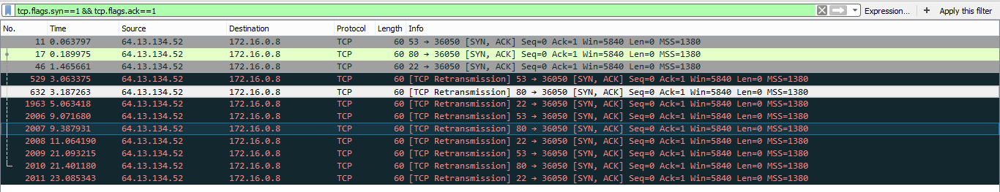 tcp.flags.syn==1 && tcp.flags.ack==1 Expression... + Apply this filter
No. Time Source Destination Protocol Length Info
11 0.063797 64.13.134.52 172.16.0.8 TCP 60 53 → 36050 [SYN, ACK] Seq=0 Ack=1 Win=5840 Len=0 MSS=1380
17 0.189975 64.13.134.52 172.16.0.8 TCP 60 80 → 36050 [SYN, ACK] Seq=0 Ack=1 Win=5840 Len=0 MSS=1380
46 1.465661 64.13.134.52 172.16.0.8 TCP 60 22 → 36050 [SYN, ACK] Seq=0 Ack=1 Win=5840 Len=0 MSS=1380
529 3.063375 64.13.134.52 172.16.0.8 TCP 60 [TCP Retransmission] 53 → 36050 [SYN, ACK] Seq=0 Ack=1 Win=5840 Len=0 MSS=1380
632 3.187263 64.13.134.52 172.16.0.8 TCP 60 [TCP Retransmission] 80 → 36050 [SYN, ACK] Seq=0 Ack=1 Win=5840 Len=0 MSS=1380
1963 5.063418 64.13.134.52 172.16.0.8 TCP 60 [TCP Retransmission] 22 → 36050 [SYN, ACK] Seq=0 Ack=1 Win=5840 Len=0 MSS=1380
2006 9.071680 64.13.134.52 172.16.0.8 TCP 60 [TCP Retransmission] 53 → 36050 [SYN, ACK] Seq=0 Ack=1 Win=5840 Len=0 MSS=1380
2007 9.387931 64.13.134.52 172.16.0.8 TCP 60 [TCP Retransmission] 80 → 36050 [SYN, ACK] Seq=0 Ack=1 Win=5840 Len=0 MSS=1380
2008 11.064190 64.13.134.52 172.16.0.8 TCP 60 [TCP Retransmission] 22 → 36050 [SYN, ACK] Seq=0 Ack=1 Win=5840 Len=0 MSS=1380
2009 21.093215 64.13.134.52 172.16.0.8 TCP 60 [TCP Retransmission] 53 → 36050 [SYN, ACK] Seq=0 Ack=1 Win=5840 Len=0 MSS=1380
2010 21.401180 64.13.134.52 172.16.0.8 TCP 60 [TCP Retransmission] 80 → 36050 [SYN, ACK] Seq=0 Ack=1 Win=5840 Len=0 MSS=1380
2011 23.085343 64.13.134.52 172.16.0.8 TCP 60 [TCP Retransmission] 22 → 36050 [SYN, ACK] Seq=0 Ack=1 Win=5840 Len=0 MSS=1380